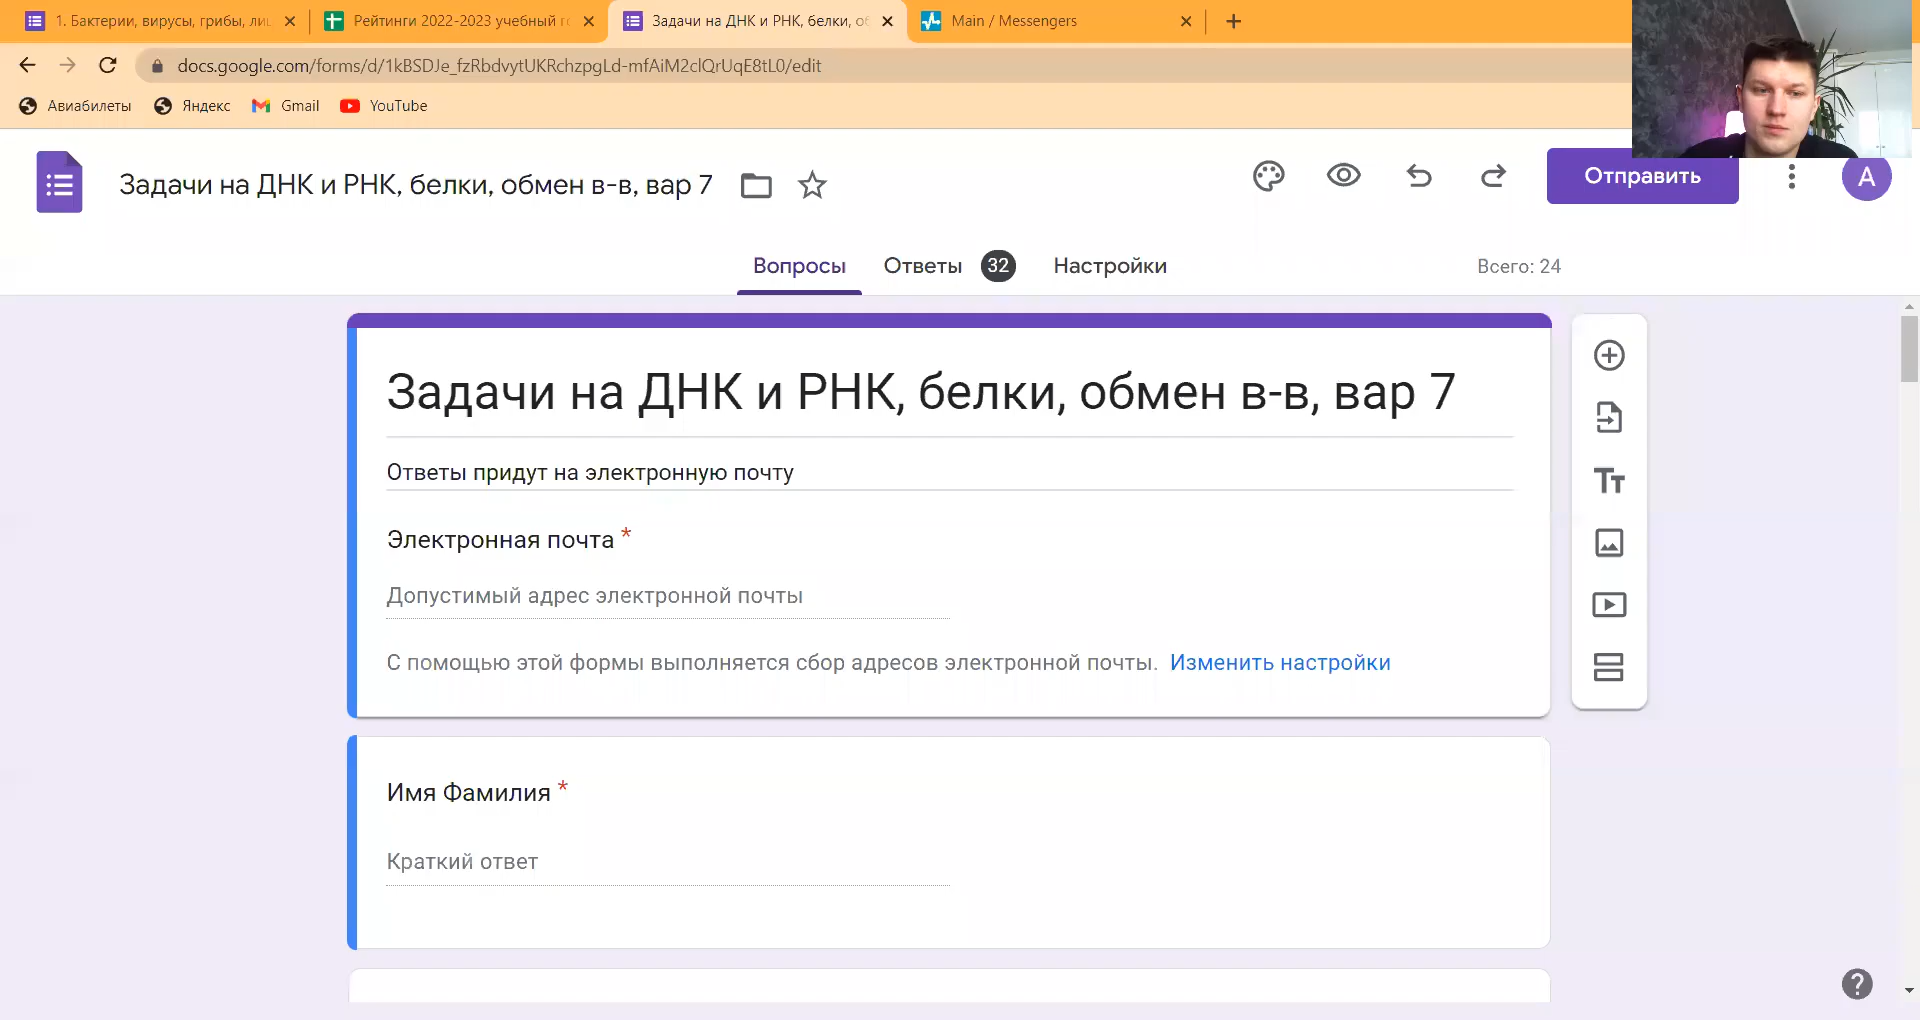 1. Бактерии, вирусы, грибы, ли
Рейтинги 2022-2023 учебный г
Задачи на ДНК и РНК, белки, о
Main / Messengers
docs.google.com/forms/d/1kBSDJe_fzRbdvytUKRchzpgLd-mfAiM2clQrUqE8tL0/edit
Авиабилеты
Яндекс
Gmail
YouTube
Задачи на ДНК и РНК, белки, обмен в-в, вар 7
Отправить
А
Вопросы
Ответы 32
Настройки
Всего: 24
Задачи на ДНК и РНК, белки, обмен в-в, вар 7
Ответы придут на электронную почту
Электронная почта *
Допустимый адрес электронной почты
С помощью этой формы выполняется сбор адресов электронной почты. Изменить настройки
Имя Фамилия *
Краткий ответ